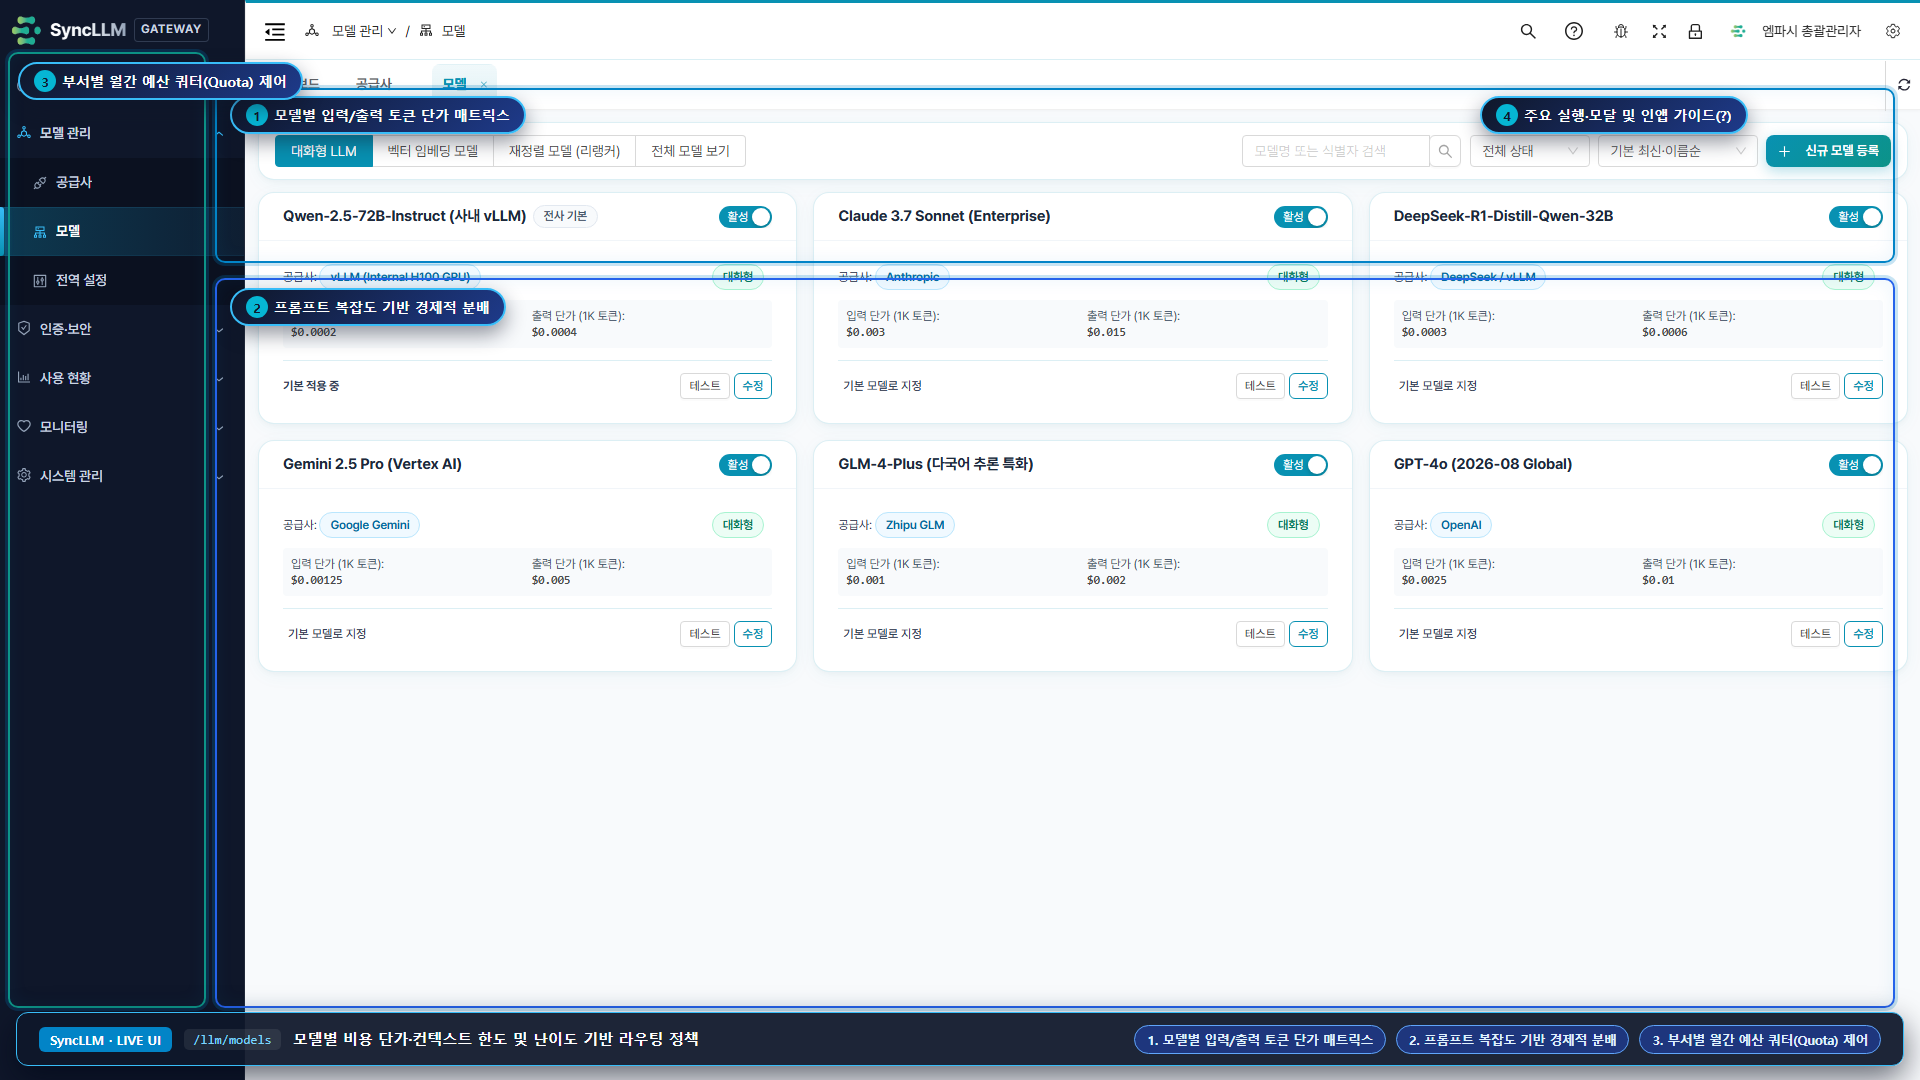 SyncLLM GATEWAY
모델 관리 / 모델
엠파시 총괄관리자
3 부서별 월간 예산 쿼터(Quota) 제어
공급사
모델 ×
1 모델별 입력/출력 토큰 단가 매트릭스
4 주요 실행·모달 및 인앱 가이드(?)
모델 관리
공급사
모델
전역 설정
인증·보안
사용 현황
모니터링
시스템 관리
대화형 LLM
벡터 임베딩 모델
재정렬 모델 (리랭커)
전체 모델 보기
모델명 또는 식별자 검색
전체 상태
기본 최신·이름순
+ 신규 모델 등록
Qwen-2.5-72B-Instruct (사내 vLLM) 전사 기본 활성
공급사: vLLM (Internal H100 GPU) 대화형
2 프롬프트 복잡도 기반 경제적 분배
출력 단가 (1K 토큰):
$0.0002 $0.0004
기본 적용 중 테스트 수정
Claude 3.7 Sonnet (Enterprise) 활성
공급사: Anthropic 대화형
입력 단가 (1K 토큰): 출력 단가 (1K 토큰):
$0.003 $0.015
기본 모델로 지정 테스트 수정
DeepSeek-R1-Distill-Qwen-32B 활성
공급사: DeepSeek / vLLM 대화형
입력 단가 (1K 토큰): 출력 단가 (1K 토큰):
$0.0003 $0.0006
기본 모델로 지정 테스트 수정
Gemini 2.5 Pro (Vertex AI) 활성
공급사: Google Gemini 대화형
입력 단가 (1K 토큰): 출력 단가 (1K 토큰):
$0.00125 $0.005
기본 모델로 지정 테스트 수정
GLM-4-Plus (다국어 추론 특화) 활성
공급사: Zhipu GLM 대화형
입력 단가 (1K 토큰): 출력 단가 (1K 토큰):
$0.001 $0.002
기본 모델로 지정 테스트 수정
GPT-4o (2026-08 Global) 활성
공급사: OpenAI 대화형
입력 단가 (1K 토큰): 출력 단가 (1K 토큰):
$0.0025 $0.01
기본 모델로 지정 테스트 수정
SyncLLM · LIVE UI /llm/models 모델별 비용 단가·컨텍스트 한도 및 난이도 기반 라우팅 정책
1. 모델별 입력/출력 토큰 단가 매트릭스
2. 프롬프트 복잡도 기반 경제적 분배
3. 부서별 월간 예산 쿼터(Quota) 제어